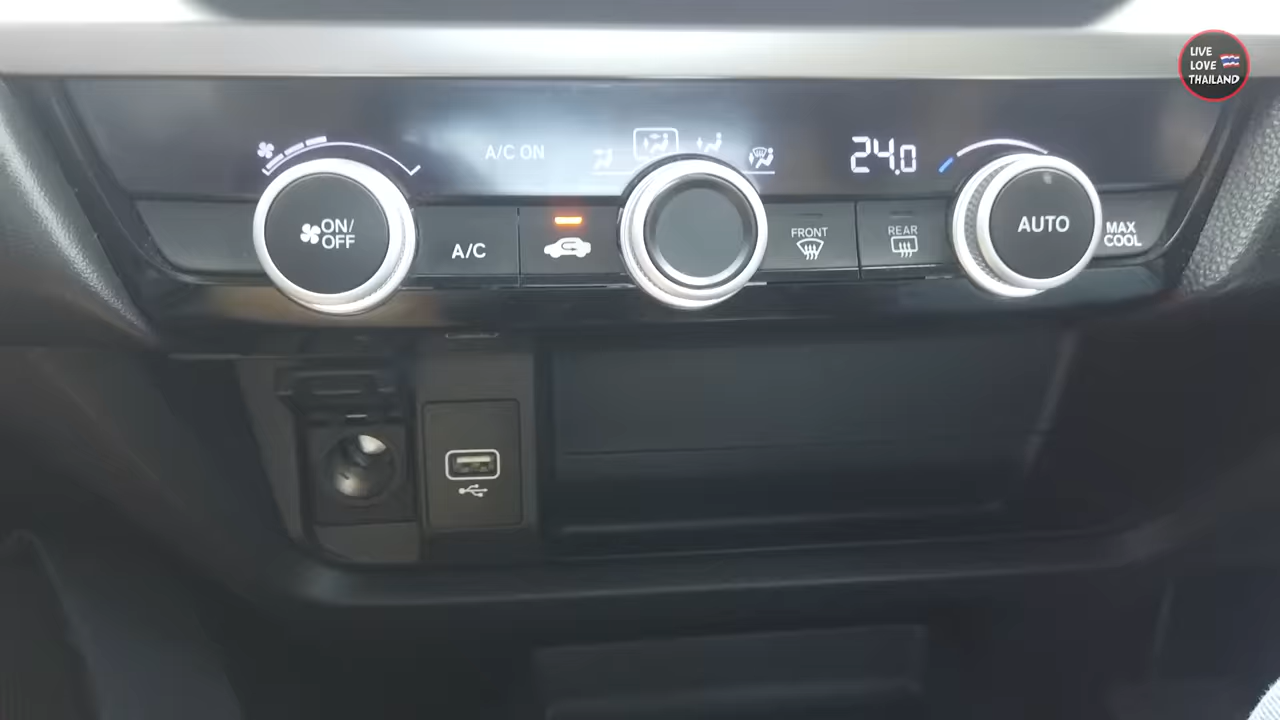 LIVE
LOVE
THAILAND
A/C ON
24.0
ON/
OFF
A/C
FRONT
REAR
AUTO
MAX
COOL